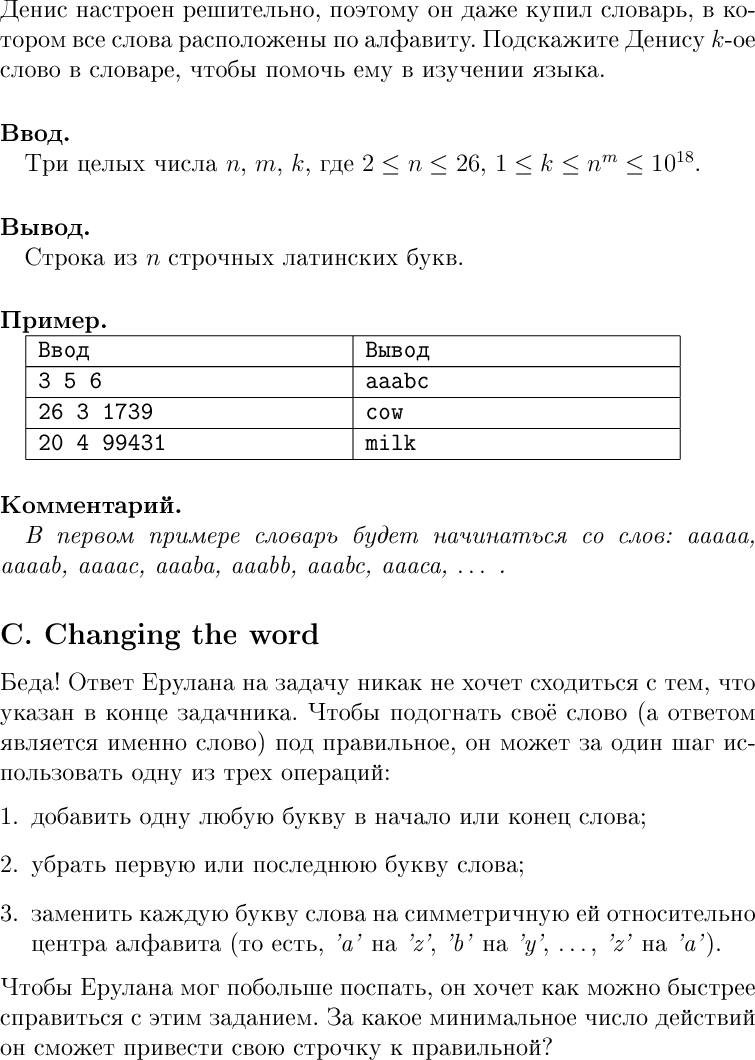 Денис настроен решительно, поэтому он даже купил словарь, в ко-
тором все слова расположены по алфавиту. Подскажите Денису k-ое
слово в словаре, чтобы помочь ему в изучении языка.
Ввод.
Три целых числа n, m, k, где 2 ≤ n ≤ 26, 1 ≤ k ≤ n^m ≤ 10^18.
Вывод.
Строка из n строчных латинских букв.
Пример.
Ввод Вывод
3 5 6 aaabc
26 3 1739 cow
20 4 99431 milk
Комментарий.
В первом примере словарь будет начинаться со слов: aaaaa,
aaaab, aaaac, aaaba, aaabb, aaabc, aaaca, ... .
C. Changing the word
Беда! Ответ Ерулана на задачу никак не хочет сходиться с тем, что
указан в конце задачника. Чтобы подогнать своё слово (а ответом
является именно слово) под правильное, он может за один шаг ис-
пользовать одну из трех операций:
1. добавить одну любую букву в начало или конец слова;
2. убрать первую или последнюю букву слова;
3. заменить каждую букву слова на симметричную ей относительно
центра алфавита (то есть, 'a' на 'z', 'b' на 'y', ..., 'z' на 'a').
Чтобы Ерулана мог побольше поспать, он хочет как можно быстрее
справиться с этим заданием. За какое минимальное число действий
он сможет привести свою строчку к правильной?